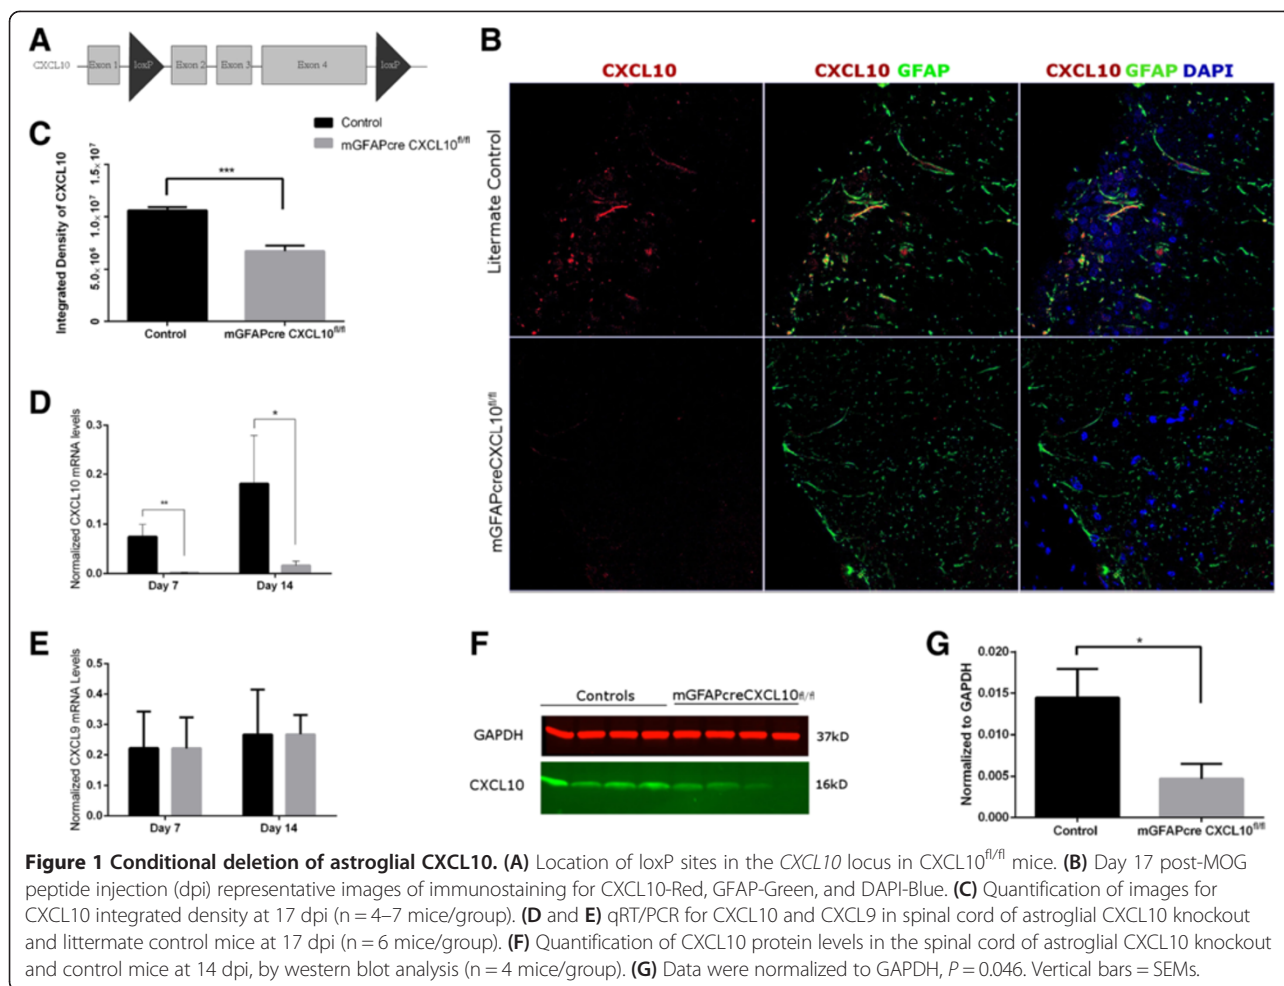 A
CXCL10 Exon 1 loxP Exon 2 Exon 3 Exon 4 loxP
B
CXCL10
CXCL10 GFAP
CXCL10 GFAP DAPI
Litermate Control
mGFAPcreCXCL10fl/fl
C
Control
mGFAPcre CXCL10fl/fl
Integrated Density of CXCL10
1.5×10⁷
1.0×10⁷
5.0×10⁶
0
***
Control mGFAPcre CXCL10fl/fl
D
Normalized CXCL10 mRNA levels
0.3
0.2
0.1
0.0
**
*
Day 7 Day 14
E
Normalized CXCL9 mRNA Levels
0.5
0.4
0.3
0.2
0.1
0.0
Day 7 Day 14
F
Controls mGFAPcreCXCL10fl/fl
GAPDH 37kD
CXCL10 16kD
G
Normalized to GAPDH
0.020
0.015
0.010
0.005
0.000
*
Control mGFAPcre CXCL10fl/fl
Figure 1 Conditional deletion of astroglial CXCL10. (A) Location of loxP sites in the CXCL10 locus in CXCL10fl/fl mice. (B) Day 17 post-MOG
peptide injection (dpi) representative images of immunostaining for CXCL10-Red, GFAP-Green, and DAPI-Blue. (C) Quantification of images for
CXCL10 integrated density at 17 dpi (n = 4–7 mice/group). (D and E) qRT/PCR for CXCL10 and CXCL9 in spinal cord of astroglial CXCL10 knockout
and littermate control mice at 17 dpi (n = 6 mice/group). (F) Quantification of CXCL10 protein levels in the spinal cord of astroglial CXCL10 knockout
and control mice at 14 dpi, by western blot analysis (n = 4 mice/group). (G) Data were normalized to GAPDH, P = 0.046. Vertical bars = SEMs.